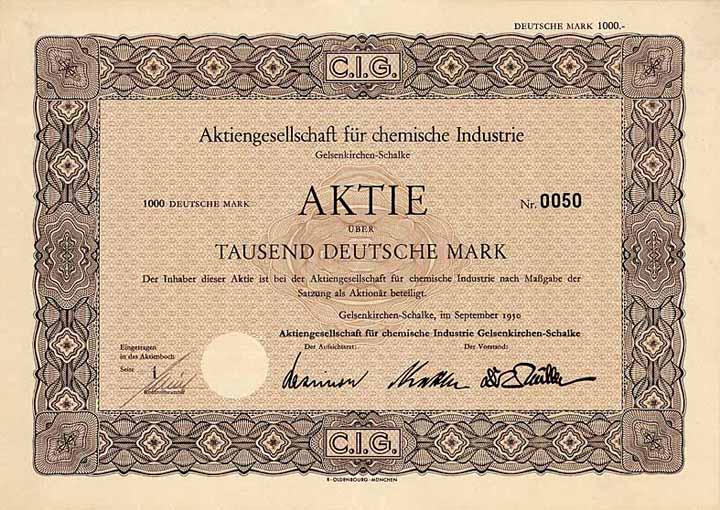 DEUTSCHE MARK 1000.-
C.I.G.
Aktiengesellschaft für chemische Industrie
Gelsenkirchen-Schalke
1000 DEUTSCHE MARK
AKTIE
Nr. 0050
ÜBER
TAUSEND DEUTSCHE MARK
Der Inhaber dieser Aktie ist bei der Aktiengesellschaft für chemische Industrie nach Maßgabe der
Satzung als Aktionär beteiligt.
Gelsenkirchen-Schalke, im September 1950
Aktiengesellschaft für chemische Industrie Gelsenkirchen-Schalke
Eingetragen
in das Aktienbuch
Seite 1
Der Aufsichtsrat:
Der Vorstand:
C.I.G.
R·OLDENBOURG·MÜNCHEN